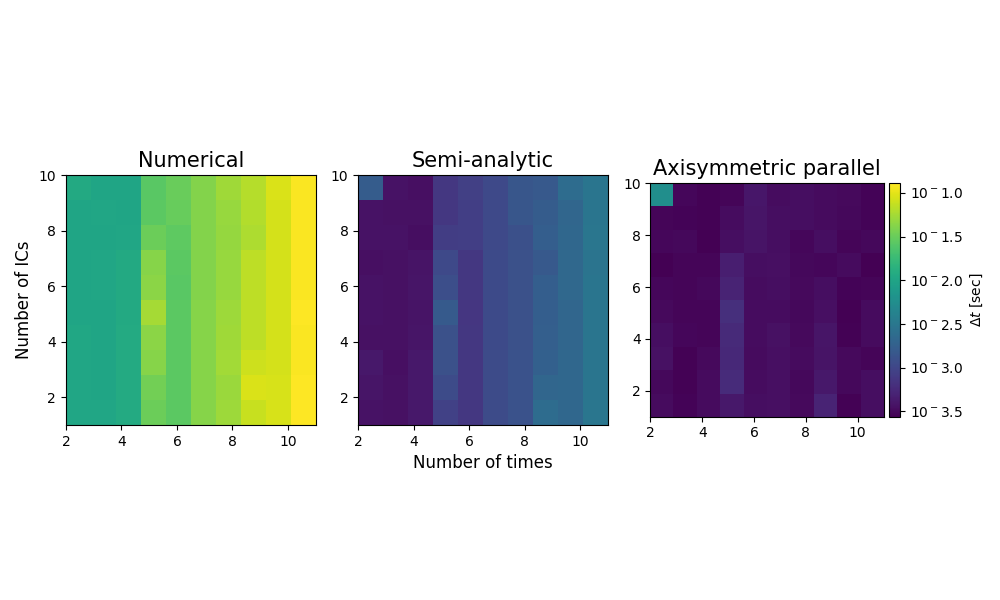 Numerical
Semi-analytic
Axisymmetric parallel
Number of ICs
10
8
6
4
2
2 4 6 8 10
10
8
6
4
2
2 4 6 8 10
Number of times
10
8
6
4
2
2 4 6 8 10
10⁻1.0
10⁻1.5
10⁻2.0
10⁻2.5
10⁻3.0
10⁻3.5
Δt [sec]